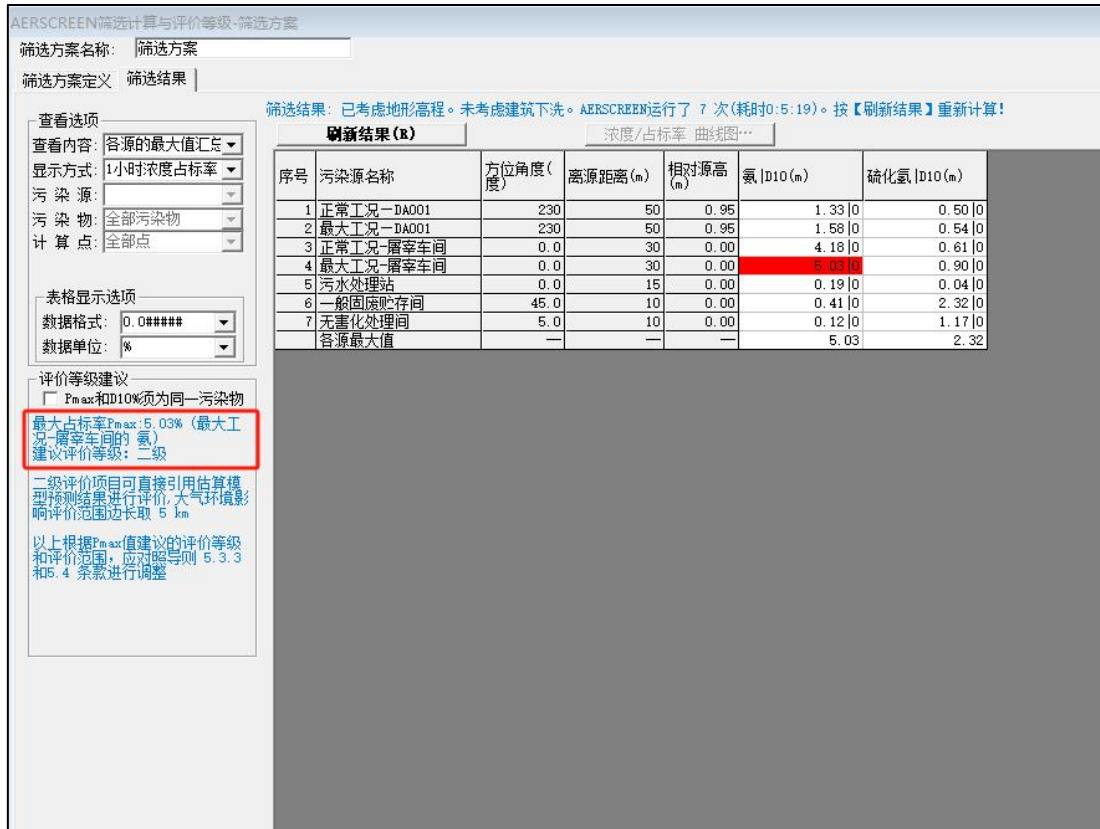 AERSCREEN筛选计算与评价等级-筛选方案
筛选方案名称: 筛选方案
筛选方案定义 筛选结果
筛选结果: 已考虑地形高程。未考虑建筑下洗。AERSCREEN运行了 7 次(耗时0:5:19)。按【刷新结果】重新计算!
查看选项
查看内容: 各源的最大值汇总
显示方式: 1小时浓度占标率
污 染 源:
污 染 物: 全部污染物
计 算 点: 全部点
表格显示选项
数据格式: 0.0#####
数据单位: %
评价等级建议
Pmax和D10%须为同一污染物
最大占标率Pmax:5.03% (最大工
况-屠宰车间的 氨)
建议评价等级: 二级
二级评价项目可直接引用估算模
型预测结果进行评价,大气环境影
响评价范围边长取 5 km
以上根据Pmax值建议的评价等级
和评价范围, 应对照导则 5.3.3
和5.4 条款进行调整
刷新结果(R) 浓度/占标率 曲线图…
序号 污染源名称 方位角度(度) 离源距离(m) 相对源高(m) 氨|D10(m) 硫化氢|D10(m)
1 正常工况－DA001 230 50 0.95 1.33|0 0.50|0
2 最大工况－DA001 230 50 0.95 1.58|0 0.54|0
3 正常工况-屠宰车间 0.0 30 0.00 4.18|0 0.61|0
4 最大工况-屠宰车间 0.0 30 0.00 5.03|0 0.90|0
5 污水处理站 0.0 15 0.00 0.19|0 0.04|0
6 一般固废贮存间 45.0 10 0.00 0.41|0 2.32|0
7 无害化处理间 5.0 10 0.00 0.12|0 1.17|0
各源最大值 — — — 5.03 2.32